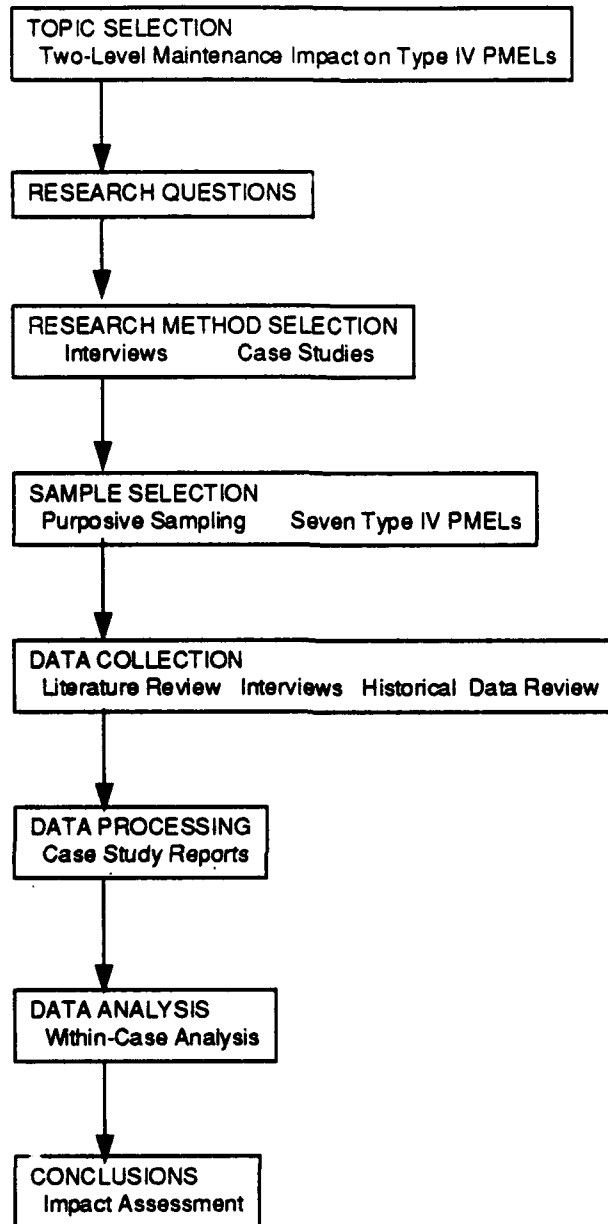 TOPIC SELECTION
Two-Level Maintenance Impact on Type IV PMELs
RESEARCH QUESTIONS
RESEARCH METHOD SELECTION
Interviews Case Studies
SAMPLE SELECTION
Purposive Sampling Seven Type IV PMELs
DATA COLLECTION
Literature Review Interviews Historical Data Review
DATA PROCESSING
Case Study Reports
DATA ANALYSIS
Within-Case Analysis
CONCLUSIONS
Impact Assessment